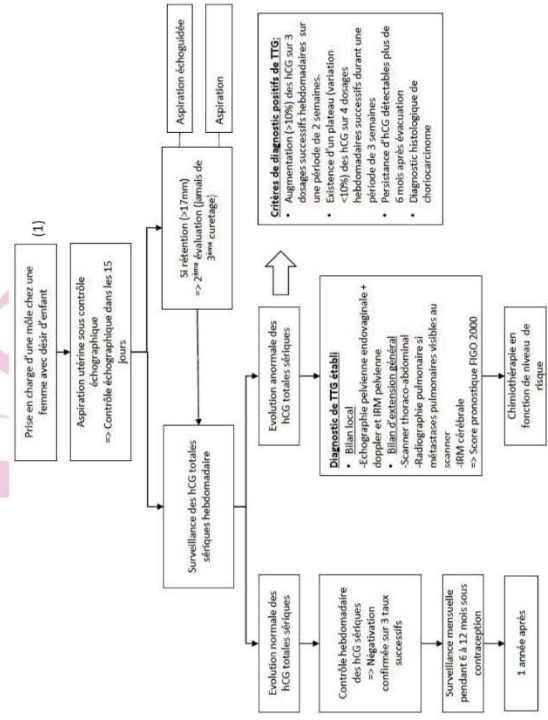 Prise en charge d'une môle chez une
femme avec désir d'enfant
(1)
Aspiration utérine sous contrôle
échographique
=> Contrôle échographique dans les 15
jours
Si rétention (>17mm)
=> 2ème évaluation (jamais de
3ème curetage)
Aspiration échoguidée
Aspiration
Surveillance des hCG totales
sériques hebdomadaire
Evolution normale des
hCG totales sériques
Contrôle hebdomadaire
des hCG sériques
=> Négativation
confirmée sur 3 taux
successifs
Surveillance mensuelle
pendant 6 à 12 mois sous
contraception
1 année après
Evolution anormale des
hCG totales sériques
Critères de diagnostic positifs de TTG:
• Augmentation (>10%) des hCG sur 3
dosages successifs hebdomadaires sur
une période de 2 semaines.
• Existence d'un plateau (variation
<10%) des hCG sur 4 dosages
hebdomadaires successifs durant une
période de 3 semaines
• Persistance d'hCG détectables plus de
6 mois après évacuation
• Diagnostic histologique de
choriocarcinome
Diagnostic de TTG établi
• Bilan local
-Echographie pelvienne endovaginale +
doppler et IRM pelvienne
• Bilan d'extension général
-Scanner thoraco-abdominal
-Radiographie pulmonaire si
métastases pulmonaires visibles au
scanner
-IRM cérébrale
=> Score pronostique FIGO 2000
Chimiothérapie en
fonction de niveau de
risque